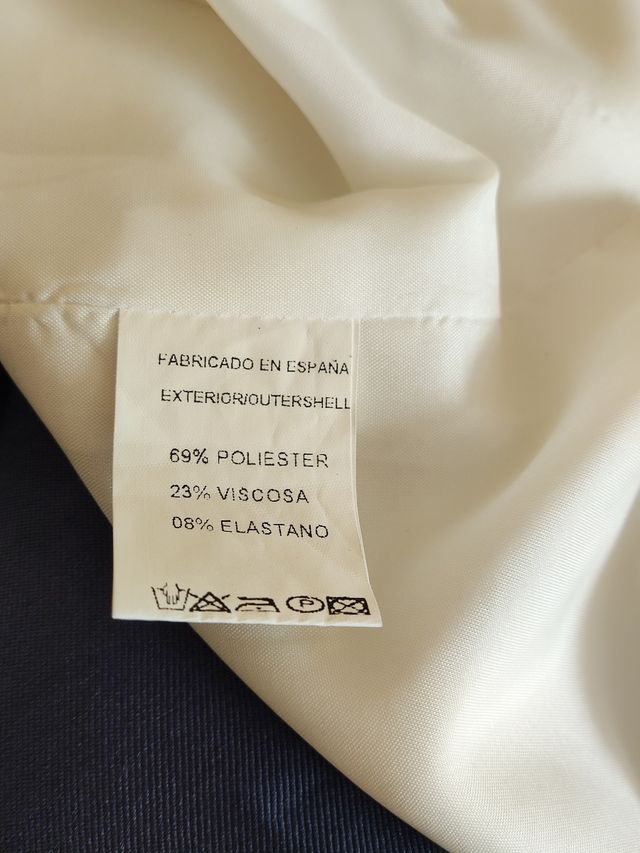 FABRICADO EN ESPAÑA
EXTERIOR/OUTERSHELL
69% POLIESTER
23% VISCOSA
08% ELASTANO
P